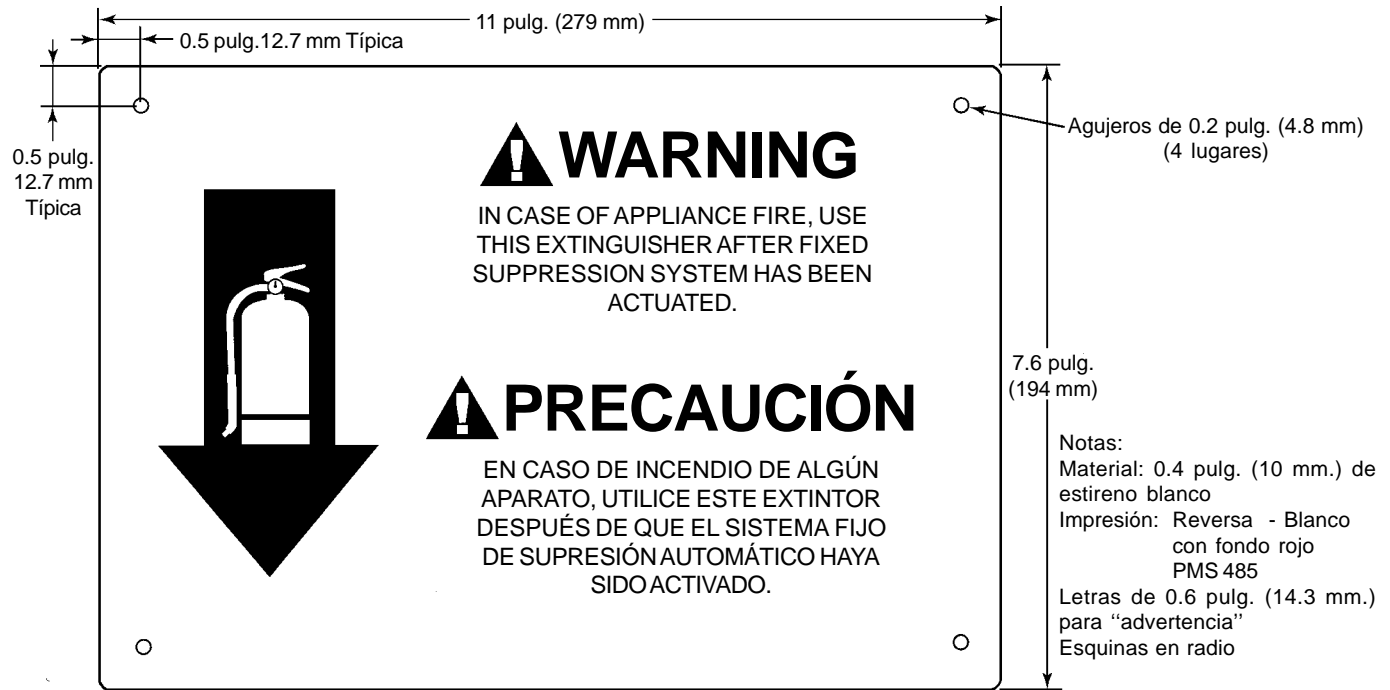 11 pulg. (279 mm)
0.5 pulg.12.7 mm Típica
0.5 pulg.
12.7 mm
Típica
Agujeros de 0.2 pulg. (4.8 mm)
(4 lugares)
WARNING
IN CASE OF APPLIANCE FIRE, USE
THIS EXTINGUISHER AFTER FIXED
SUPPRESSION SYSTEM HAS BEEN
ACTUATED.
7.6 pulg.
(194 mm)
PRECAUCIÓN
EN CASO DE INCENDIO DE ALGÚN
APARATO, UTILICE ESTE EXTINTOR
DESPUÉS DE QUE EL SISTEMA FIJO
DE SUPRESIÓN AUTOMÁTICO HAYA
SIDO ACTIVADO.
Notas:
Material: 0.4 pulg. (10 mm.) de
estireno blanco
Impresión: Reversa - Blanco
con fondo rojo
PMS 485
Letras de 0.6 pulg. (14.3 mm.)
para ‘‘advertencia’’
Esquinas en radio